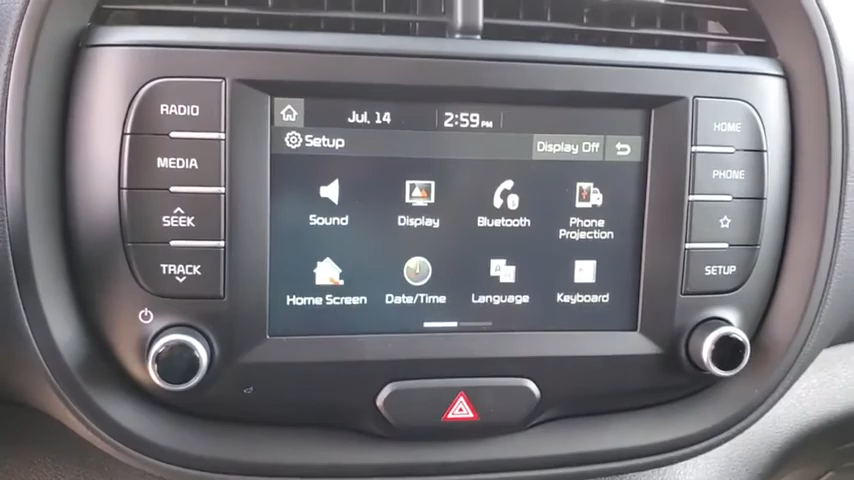 RADIO
MEDIA
SEEK
TRACK
Jul. 14
2:59 PM
Setup
Display Off
Sound
Display
Bluetooth
Phone
Projection
Home Screen
Date/Time
Language
Keyboard
HOME
PHONE
SETUP